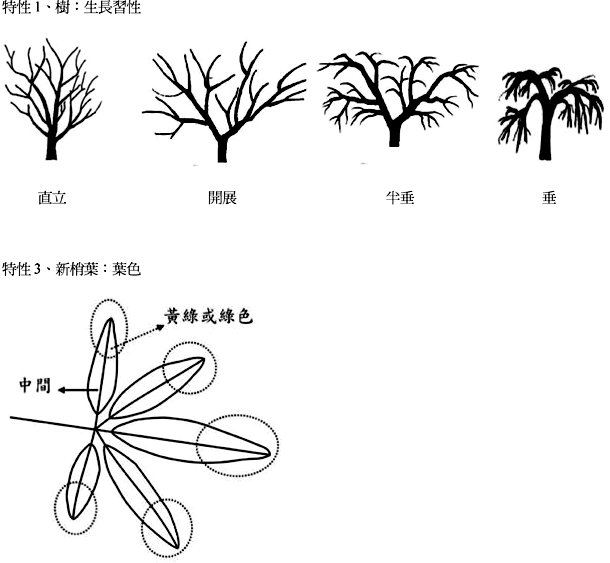 特性 1、樹：生長習性
直立 開展 半垂 垂
特性 3、新梢葉：葉色
黃綠或綠色
中間